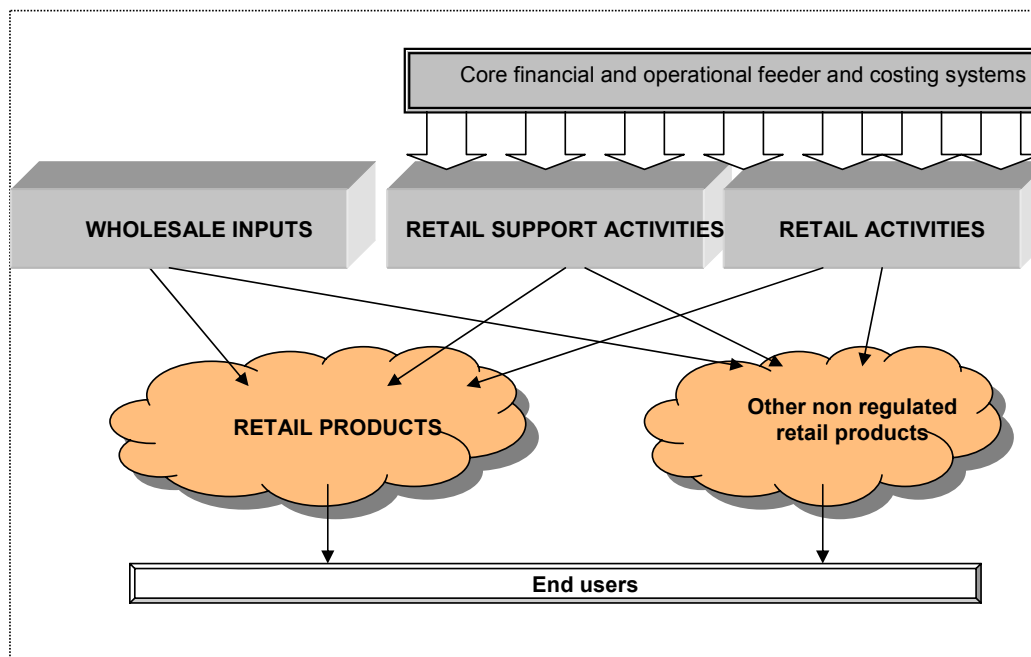 Core financial and operational feeder and costing systems
WHOLESALE INPUTS
RETAIL SUPPORT ACTIVITIES
RETAIL ACTIVITIES
RETAIL PRODUCTS
Other non regulated
retail products
End users